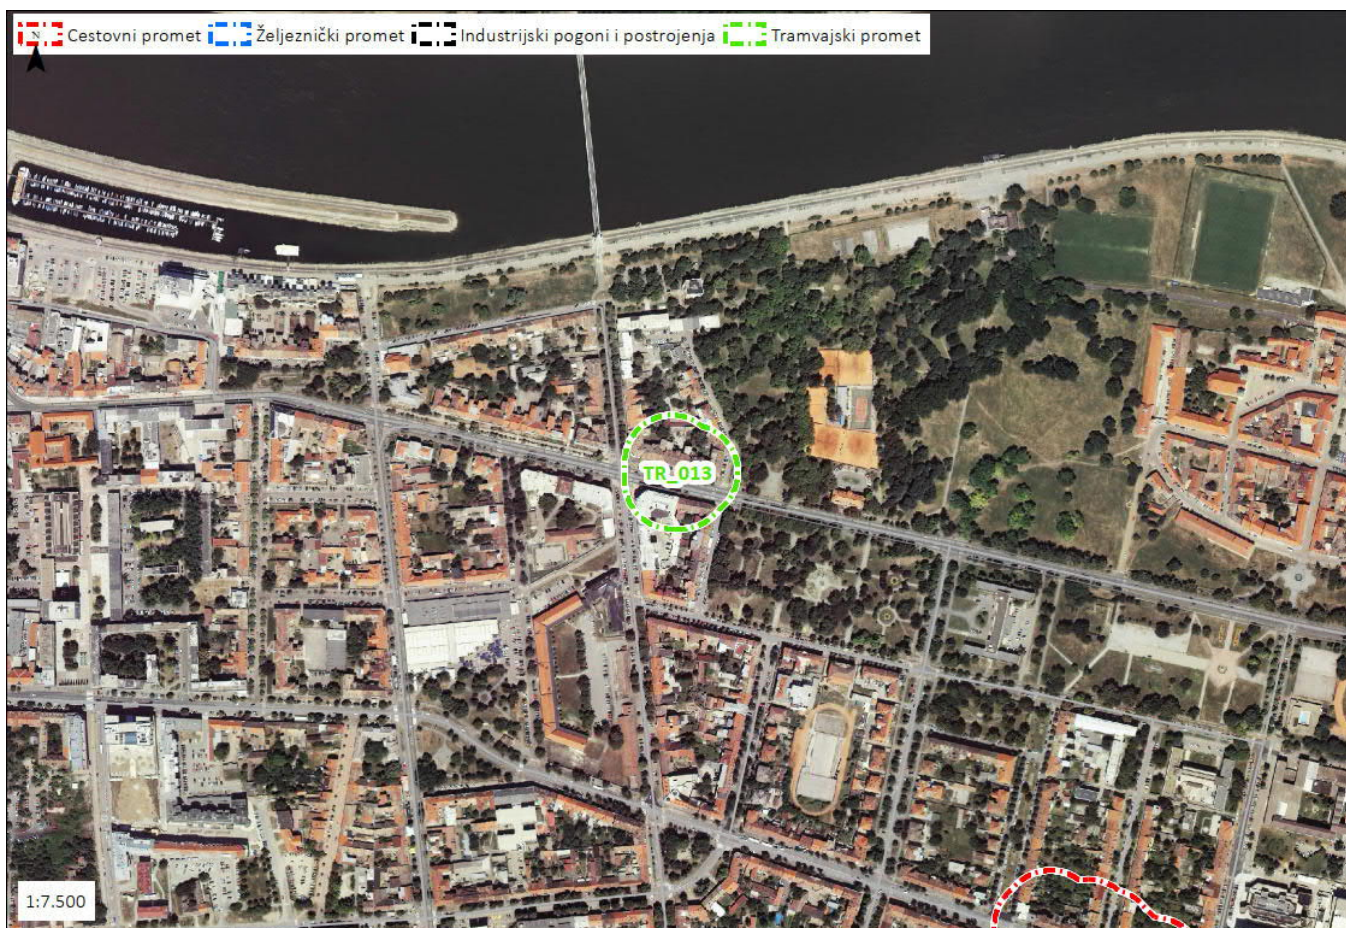 N
Cestovni promet Željeznički promet Industrijski pogoni i postrojenja Tramvajski promet
TR_013
1:7.500